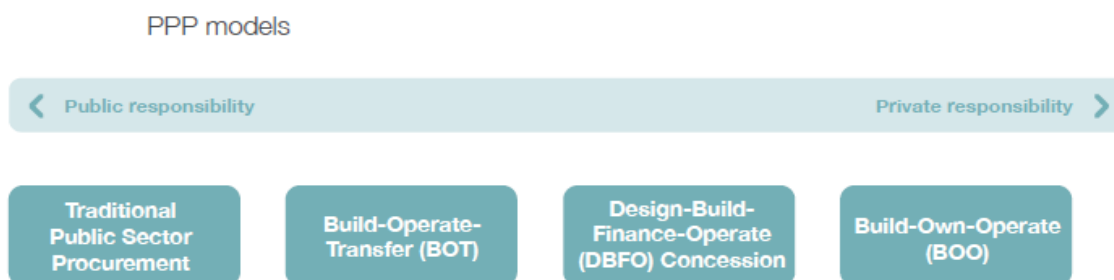 PPP models
Public responsibility
Private responsibility
Traditional
Public Sector
Procurement
Build-Operate-
Transfer (BOT)
Design-Build-
Finance-Operate
(DBFO) Concession
Build-Own-Operate
(BOO)